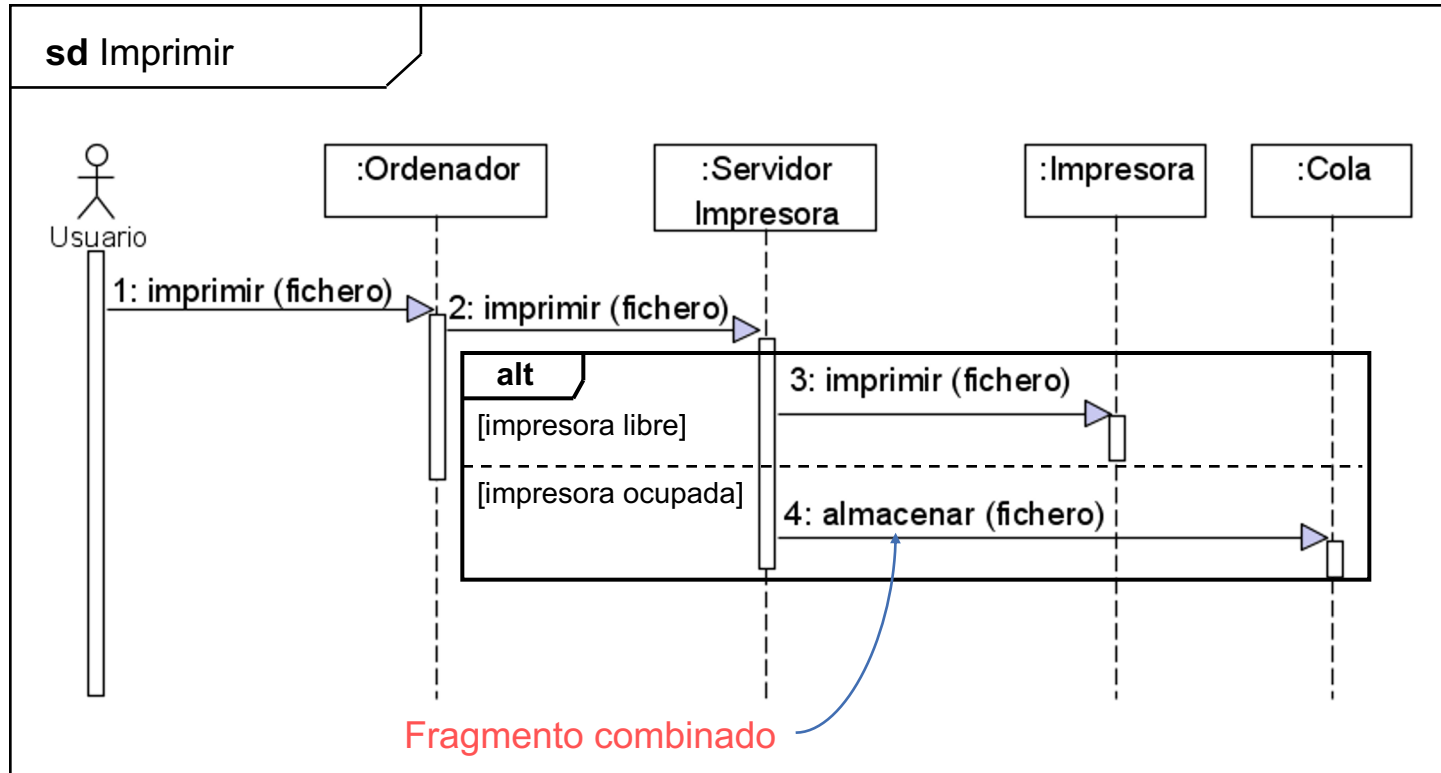 sd Imprimir
Usuario
:Ordenador
:Servidor
Impresora
:Impresora
:Cola
1: imprimir (fichero)
2: imprimir (fichero)
alt
3: imprimir (fichero)
[impresora libre]
[impresora ocupada]
4: almacenar (fichero)
Fragmento combinado